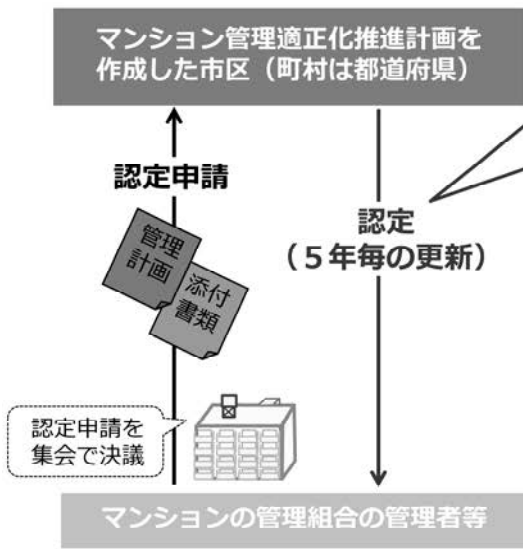 マンション管理適正化推進計画を
作成した市区（町村は都道府県）
認定申請
管理
計画
添付
書類
認定
（５年毎の更新）
認定申請を
集会で決議
マンションの管理組合の管理者等